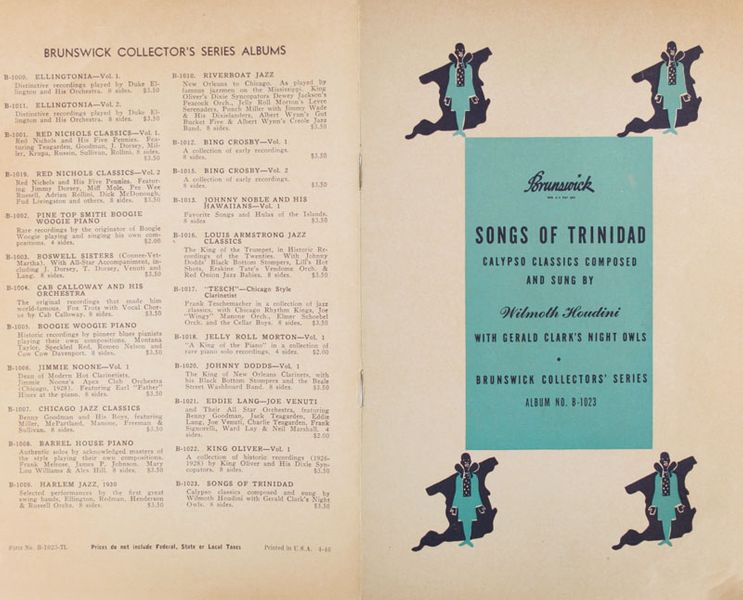 BRUNSWICK COLLECTOR'S SERIES ALBUMS
B-1000. ELLINGTONIA—Vol. 1.
Distinctive recordings played by Duke El-
lington and His Orchestra. 8 sides. $3.50
B-1011. ELLINGTONIA—Vol. 2.
Distinctive recordings played by Duke El-
lington and His Orchestra. 8 sides. $3.50
B-1001. RED NICHOLS CLASSICS—Vol. 1.
Red Nichols and His Five Pennies. Fea-
turing Teagarden, Goodman, J. Dorsey, Mil-
ler, Krupa, Russin, Sullivan, Rollini, 8 sides.
$3.50
B-1019. RED NICHOLS CLASSICS—Vol. 2
Red Nichols and His Five Pennies. Featur-
ing Jimmy Dorsey, Miff Mole, Pee Wee
Russell, Adrian Rollini, Dick McDonough,
Fud Livingston and others. 8 sides. $3.50
B-1002. PINE TOP SMITH BOOGIE
WOOGIE PIANO
Rare recordings by the originator of Boogie
Woogie playing and singing his own com-
positions. 4 sides. $2.00
B-1003. BOSWELL SISTERS (Connee-Vet-
Martha). With All-Star Accompaniment, in-
cluding J. Dorsey, T. Dorsey, Venuti and
Lang. 8 sides. $3.50
B-1004. CAB CALLOWAY AND HIS
ORCHESTRA
The original recordings that made him
world-famous. Fox Trots with Vocal Chor-
us by Cab Calloway. 8 sides. $3.50
B-1005. BOOGIE WOOGIE PIANO
Historic recordings by pioneer blues pianists
playing their own compositions. Montana
Taylor, Speckled Red, Romeo Nelson and
Cow Cow Davenport. 8 sides. $3.50
B-1006. JIMMIE NOONE—Vol. 1
Dean of Modern Hot Clarinetists.
Jimmie Noone's Apex Club Orchestra
(Chicago, 1928). Featuring Earl "Father"
Hines at the piano. 8 sides. $3.50
B-1007. CHICAGO JAZZ CLASSICS
Benny Goodman and His Boys, featuring
Miller, McPartland, Manone, Freeman &
Sullivan. 8 sides. $3.50
B-1008. BARREL HOUSE PIANO
Authentic solos by acknowledged masters of
the style playing their own compositions.
Frank Melrose, James P. Johnson, Mary
Lou Williams & Alex Hill. 8 sides. $3.50
B-1009. HARLEM JAZZ, 1930
Selected performances by the first great
swing bands, Ellington, Redman, Henderson
& Russell Orchs. 8 sides. $3.50
B-1010. RIVERBOAT JAZZ
New Orleans to Chicago. As played by
famous jazzmen on the Mississippi. King
Oliver's Dixie Syncopators Dewey Jackson's
Peacock Orch., Jelly Roll Morton's Levee
Serenaders, Punch Miller with Jimmy Wade
& His Dixielanders, Albert Wynn's Gut
Bucket Five & Albert Wynn's Creole Jazz
Band. 8 sides. $3.50
B-1012. BING CROSBY—Vol. 1
A collection of early recordings.
8 sides. $3.50
B-1015. BING CROSBY—Vol. 2
A collection of early recordings.
8 sides. $3.50
B-1013. JOHNNY NOBLE AND HIS
HAWAIIANS—Vol. 1
Favorite Songs and Hulas of the Islands.
8 sides $3.50
B-1016. LOUIS ARMSTRONG JAZZ
CLASSICS
The King of the Trumpet, in Historic Re-
cordings of the Twenties. With Johnny
Dodds' Black Bottom Stompers, Lill's Hot
Shots, Erskine Tate's Vendome Orch. &
Red Onion Jazz Babies. 8 sides. $3.50
B-1017. "TESCH"—Chicago Style
Clarinetist
Frank Teschemacher in a collection of jazz
classics, with Chicago Rhythm Kings, Joe
"Wingy" Manone Orch., Elmer Schoebel
Orch. and the Cellar Boys. 8 sides. $3.50
B-1018. JELLY ROLL MORTON—Vol. 1
"A King of the Piano" in a collection of
rare piano solo recordings. 4 sides. $2.00
B-1020. JOHNNY DODDS—Vol. 1
The King of New Orleans Clarinets, with
his Black Bottom Stompers and the Beale
Street Washboard Band. 8 sides. $3.50
B-1021. EDDIE LANG—JOE VENUTI
and Their All Star Orchestra, featuring
Benny Goodman, Jack Teagarden, Eddie
Lang, Joe Venuti, Charlie Teagarden, Frank
Signorelli, Ward Lay & Neil Marshall. 4
sides. $2.00
B-1022. KING OLIVER—Vol. 1
A collection of historic recordings (1926-
1928) by King Oliver and His Dixie Syn-
copators. 8 sides. $3.50
B-1023. SONGS OF TRINIDAD
Calypso classics composed and sung by
Wilmoth Houdini with Gerald Clark's Night
Owls. 8 sides. $3.50
Form No. B-1023-TL Prices do not include Federal, State or Local Taxes Printed in U.S.A. 4-46
Brunswick
SONGS OF TRINIDAD
CALYPSO CLASSICS COMPOSED
AND SUNG BY
Wilmoth Houdini
WITH GERALD CLARK'S NIGHT OWLS
•
BRUNSWICK COLLECTORS' SERIES
ALBUM NO. B-1023